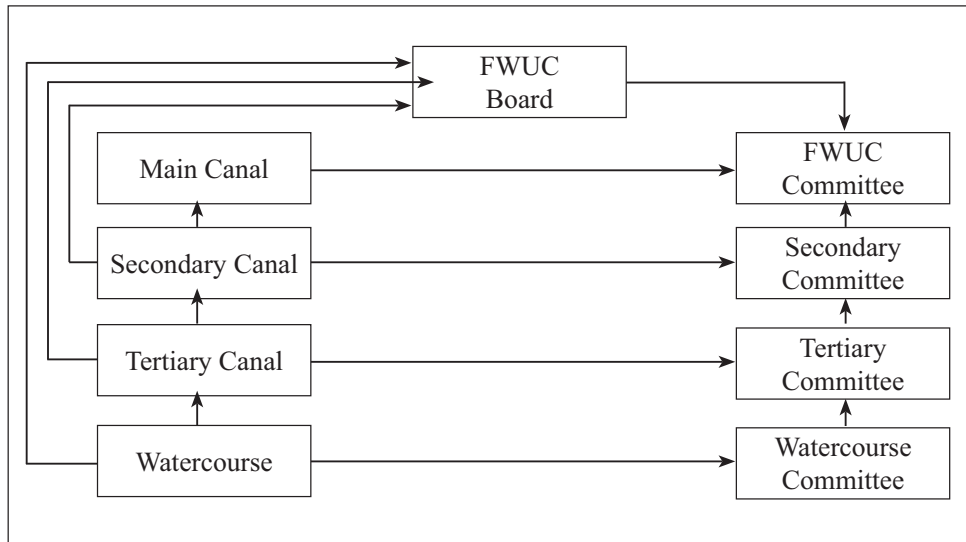 FWUC
Board
Main Canal
FWUC
Committee
Secondary Canal
Secondary
Committee
Tertiary Canal
Tertiary
Committee
Watercourse
Watercourse
Committee